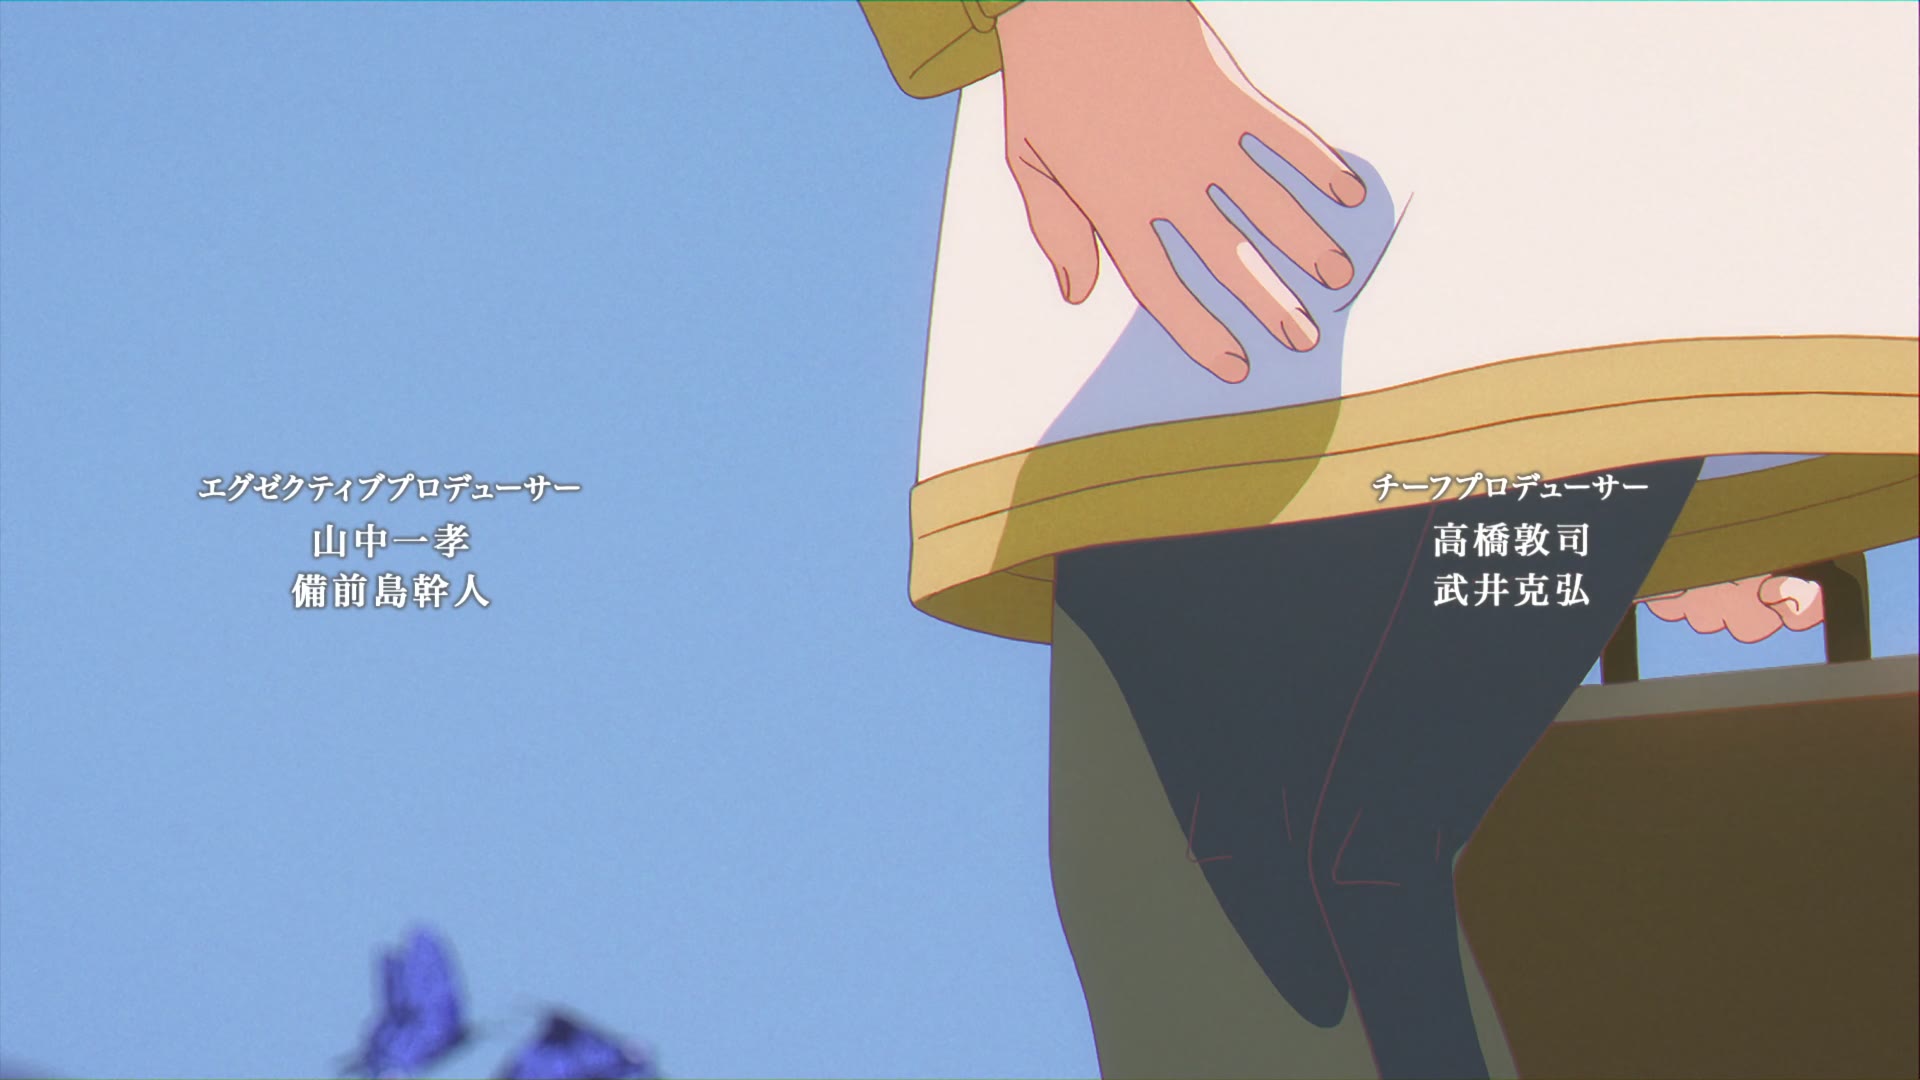 エグゼクティブプロデューサー
山中一孝
備前島幹人
チーフプロデューサー
高橋敦司
武井克弘